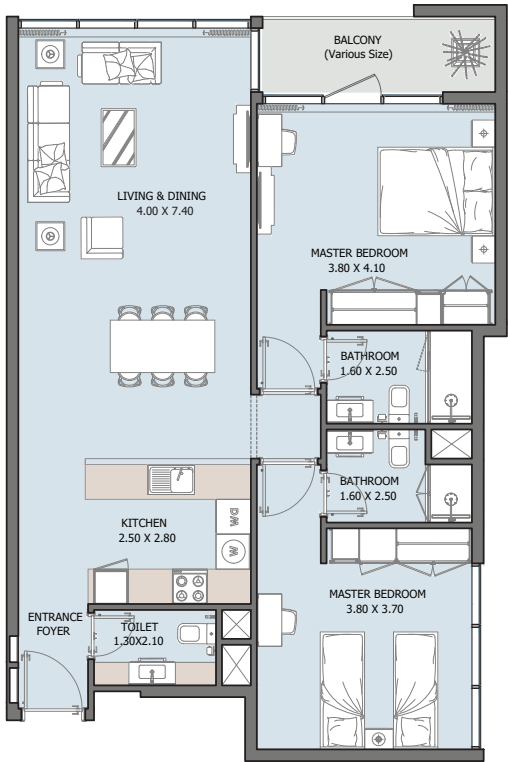 BALCONY
(Various Size)
LIVING & DINING
4.00 X 7.40
MASTER BEDROOM
3.80 X 4.10
BATHROOM
1.60 X 2.50
BATHROOM
1.60 X 2.50
KITCHEN
2.50 X 2.80
DW
W
MASTER BEDROOM
3.80 X 3.70
ENTRANCE
FOYER
TOILET
1.30X2.10